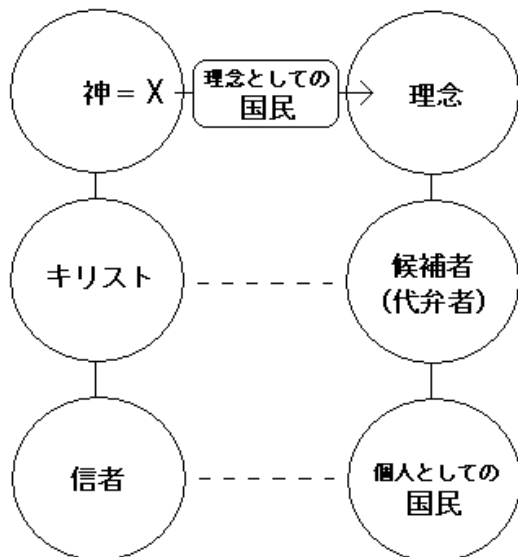 神 = X
理念としての
国民
理念
キリスト
候補者
(代弁者)
信者
個人としての
国民